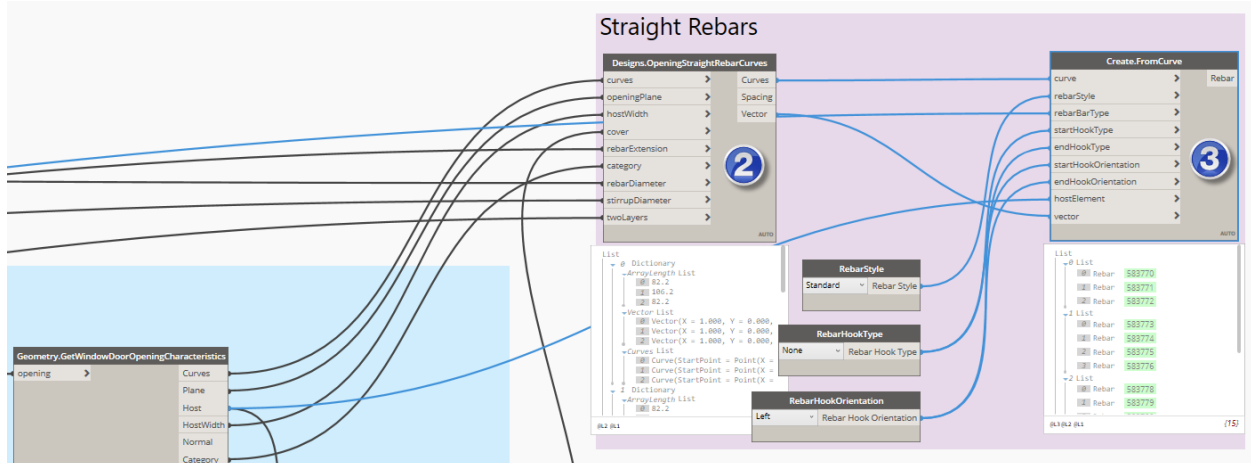 Straight Rebars
Designs.OpeningStraightRebarCurves
curves > Curves
openingPlane > Spacing
hostWidth > Vector
cover >
rebarExtension >
category >
rebarDiameter >
stirrupDiameter >
twoLayers >
AUTO
2
Create.FromCurve
curve > Rebar
rebarStyle >
rebarBarType >
startHookType >
endHookType >
startHookOrientation >
endHookOrientation >
hostElement >
vector >
AUTO
3
List
0 Dictionary
ArrayLength List
0 82.2
1 106.2
2 82.2
Vector List
0 Vector(X = 1.000, Y = 0.000,
1 Vector(X = 1.000, Y = 0.000,
2 Vector(X = 1.000, Y = 0.000,
Curves List
0 Curve(StartPoint = Point(X =
1 Curve(StartPoint = Point(X =
2 Curve(StartPoint = Point(X =
1 Dictionary
ArrayLength List
0 82.2
@L2 @L1
RebarStyle
Standard Rebar Style
RebarHookType
None Rebar Hook Type
RebarHookOrientation
Left Rebar Hook Orientation
List
0 List
0 Rebar 583770
1 Rebar 583771
2 Rebar 583772
1 List
0 Rebar 583773
1 Rebar 583774
2 Rebar 583775
3 Rebar 583776
2 List
0 Rebar 583778
1 Rebar 583779
@L3 @L2 @L1 {15}
Geometry.GetWindowDoorOpeningCharacteristics
opening > Curves
Plane
Host
HostWidth
Normal
Category